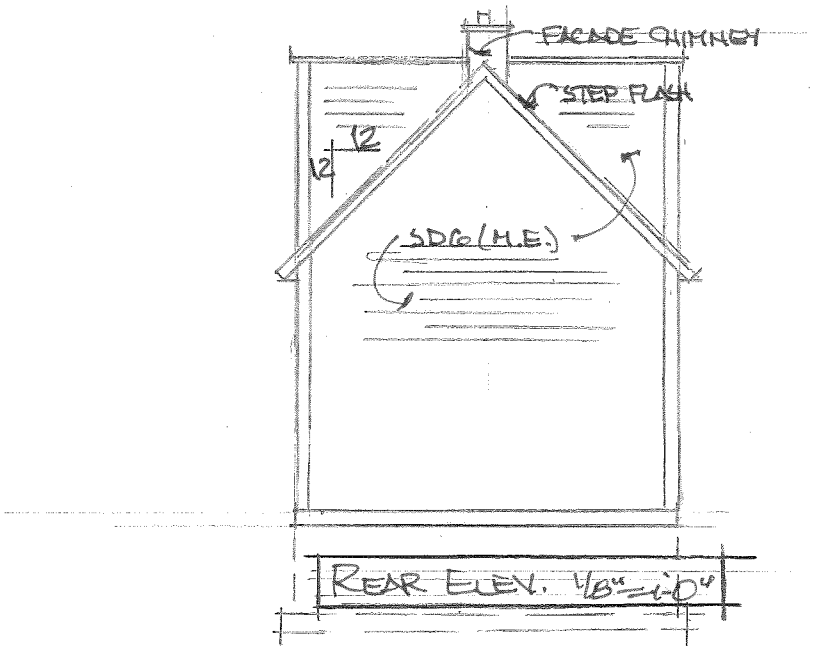 FACADE CHIMNEY
STEP FLASH
12
12
SDG (M.E.)
REAR ELEV. 1/8" = 1'-0"